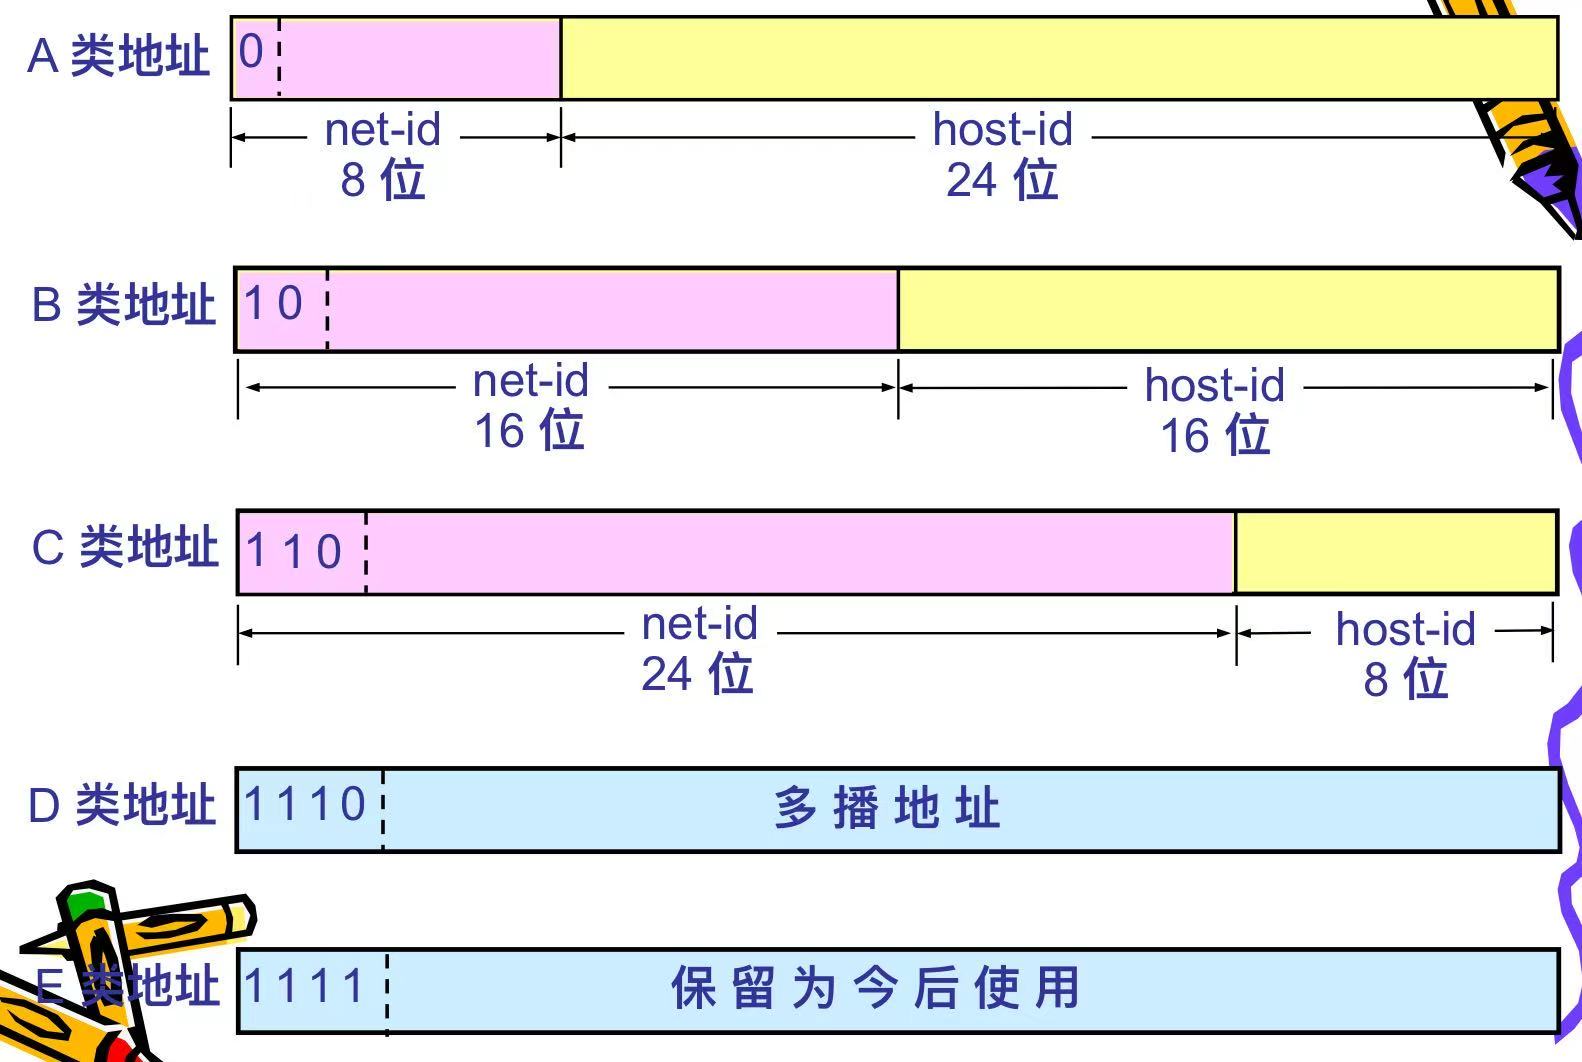 A 类地址
0
net-id
8 位
host-id
24 位
B 类地址
1 0
net-id
16 位
host-id
16 位
C 类地址
1 1 0
net-id
24 位
host-id
8 位
D 类地址
1 1 1 0
多 播 地 址
E 类地址
1 1 1 1
保 留 为 今 后 使 用